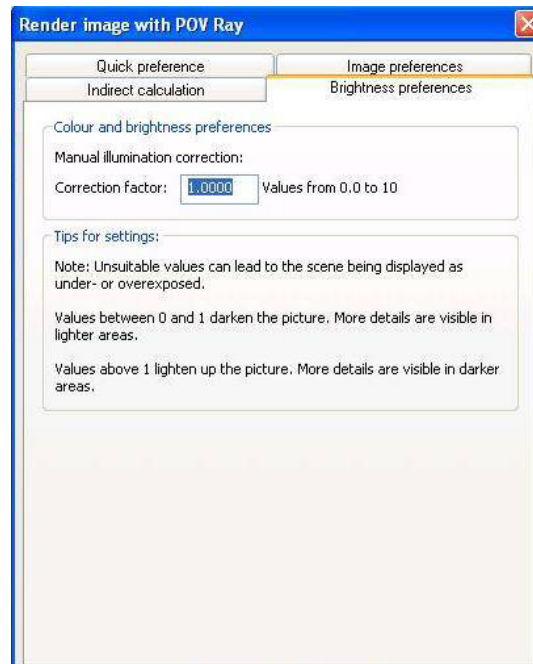 Render image with POV Ray
Quick preference
Image preferences
Indirect calculation
Brightness preferences
Colour and brightness preferences
Manual illumination correction:
Correction factor: 1.0000 Values from 0.0 to 10
Tips for settings:
Note: Unsuitable values can lead to the scene being displayed as
under- or overexposed.
Values between 0 and 1 darken the picture. More details are visible in
lighter areas.
Values above 1 lighten up the picture. More details are visible in darker
areas.